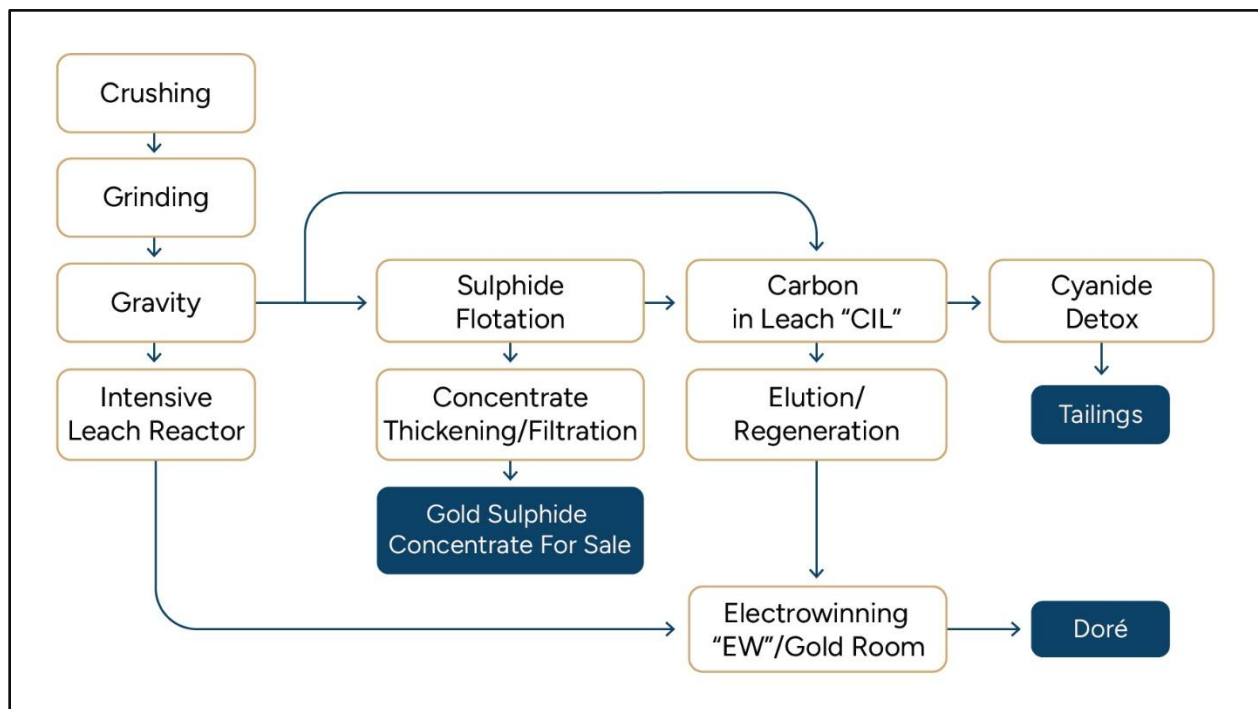 Crushing
Grinding
Gravity
Intensive
Leach Reactor
Sulphide
Flotation
Concentrate
Thickening/Filtration
Gold Sulphide
Concentrate For Sale
Carbon
in Leach “CIL”
Elution/
Regeneration
Electrowinning
“EW”/Gold Room
Cyanide
Detox
Tailings
Doré